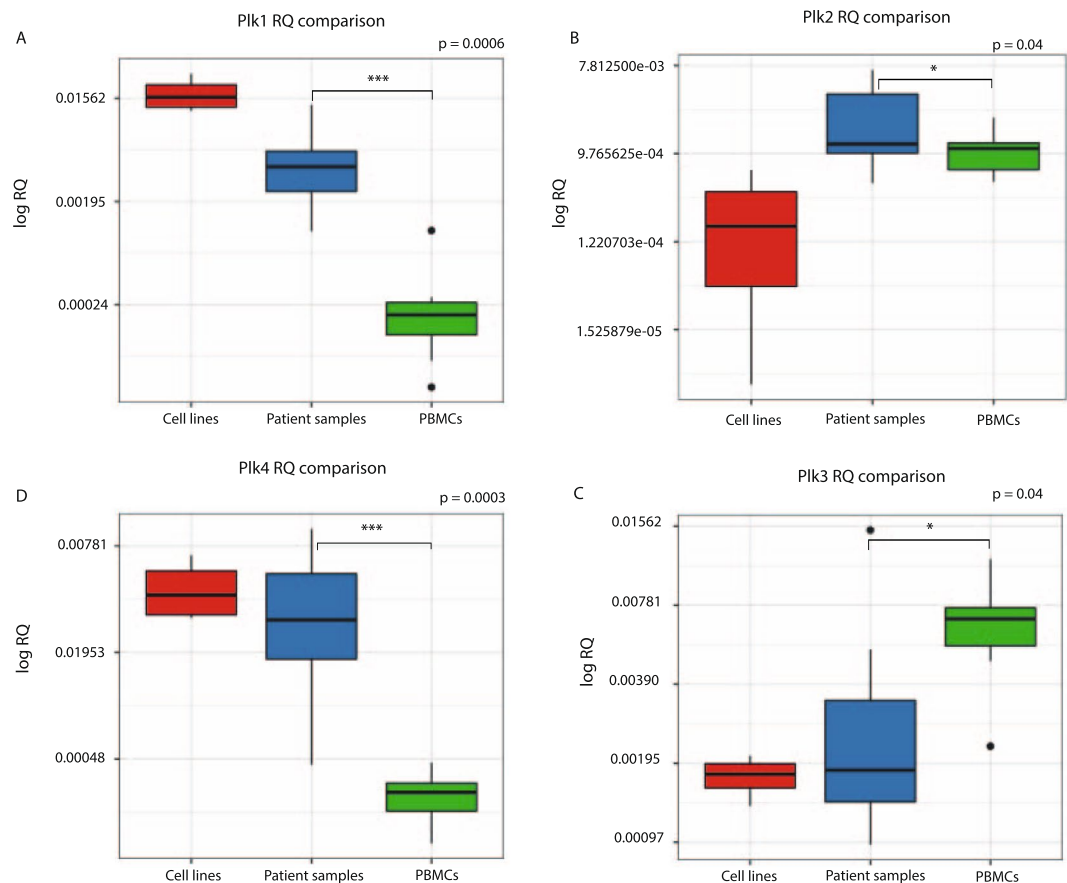 Plk1 RQ comparison
A
p = 0.0006
***
0.01562
0.00195
0.00024
log RQ
Cell lines
Patient samples
PBMCs
Plk2 RQ comparison
B
p = 0.04
*
7.812500e-03
9.765625e-04
1.220703e-04
1.525879e-05
log RQ
Cell lines
Patient samples
PBMCs
Plk4 RQ comparison
D
p = 0.0003
***
0.00781
0.01953
0.00048
log RQ
Cell lines
Patient samples
PBMCs
Plk3 RQ comparison
C
p = 0.04
*
0.01562
0.00781
0.00390
0.00195
0.00097
log RQ
Cell lines
Patient samples
PBMCs